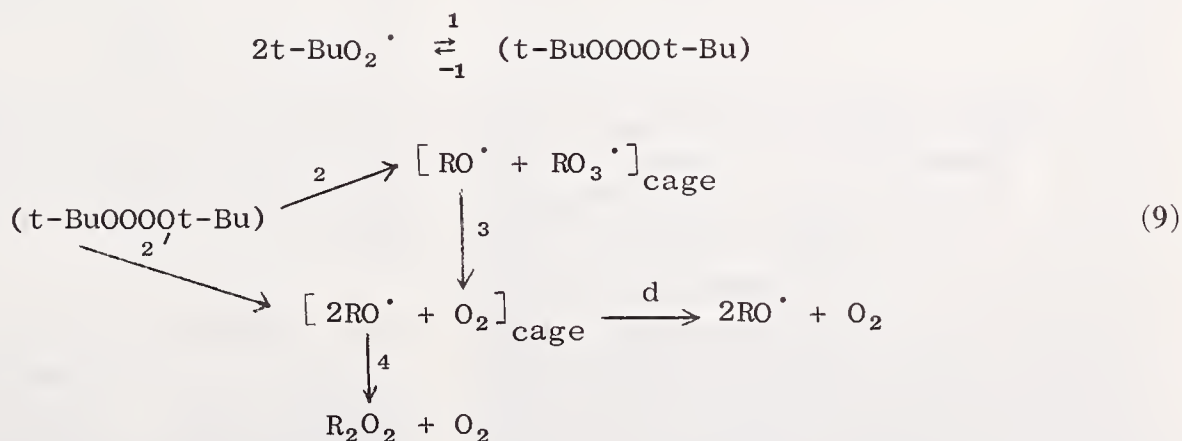 1
2t-BuO₂˙ ⇄ (t-BuOOOOt-Bu)
-1
2 [ RO˙ + RO₃˙ ]cage
(t-BuOOOOt-Bu) 3 (9)
2′
[ 2RO˙ + O₂ ]cage d 2RO˙ + O₂
4
R₂O₂ + O₂